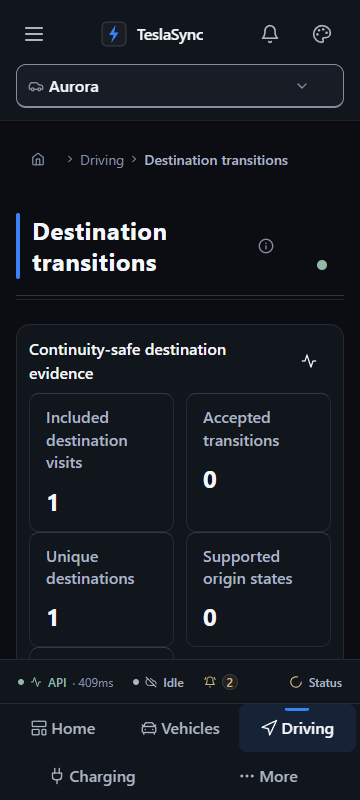 TeslaSync
Aurora
Driving
Destination transitions
Destination
transitions
Continuity-safe destination
evidence
Included
destination
visits
1
Accepted
transitions
0
Unique
destinations
1
Supported
origin states
0
API · 409ms
Idle
2
Status
Home
Vehicles
Driving
Charging
More